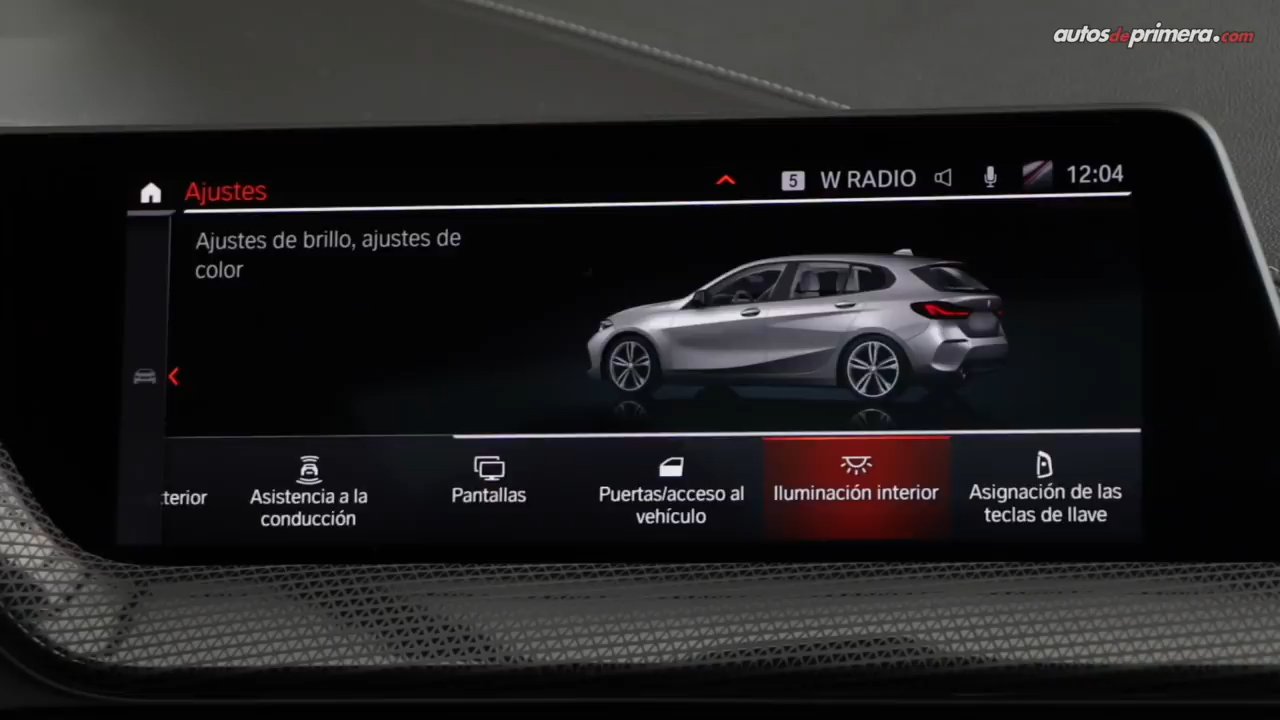 autosdeprimera.com
Ajustes
5 W RADIO 12:04
Ajustes de brillo, ajustes de
color
Asistencia a la
conducción
Pantallas
Puertas/acceso al
vehículo
Iluminación interior
Asignación de las
teclas de llave